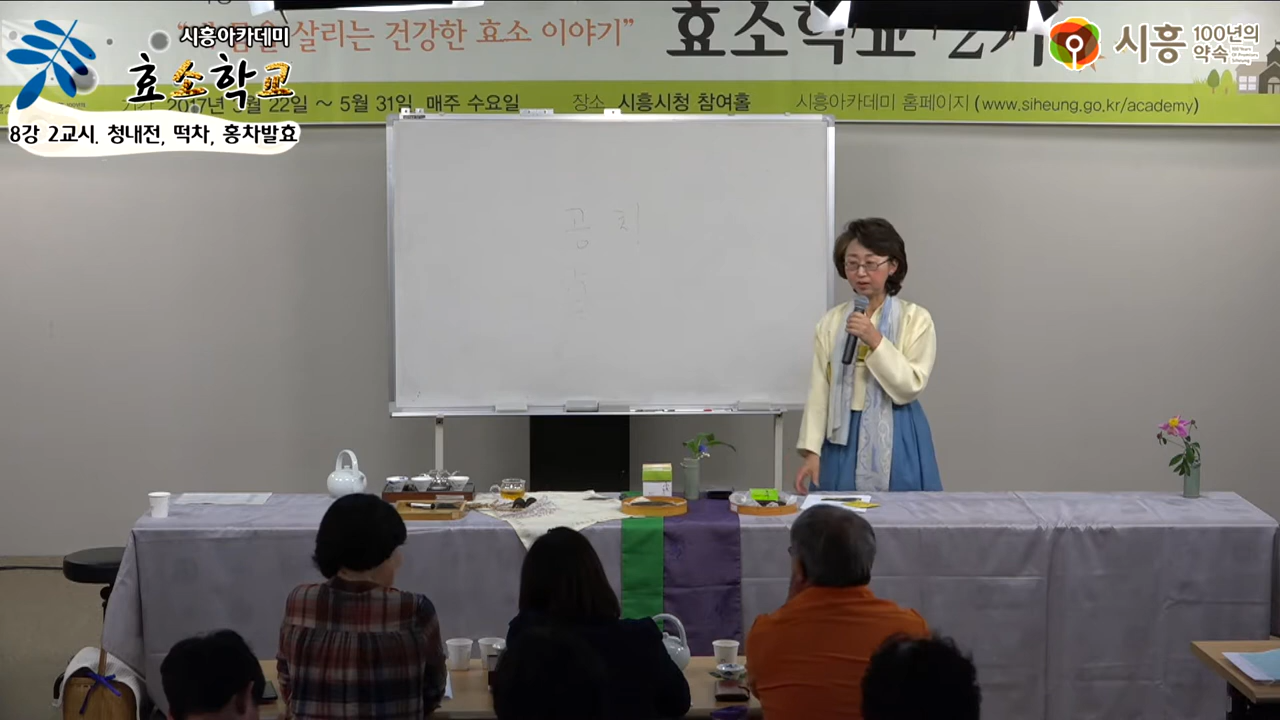 시흥아카데미
효소학교
8강 2교시. 청내전, 떡차, 홍차발효
살리는 건강한 효소 이야기”
효소학교 2기
22일 ~ 5월 31일, 매주 수요일
장소 시흥시청 참여홀
시흥아카데미 홈페이지 (www.siheung.go.kr/academy)
시흥 100년의 약속
공